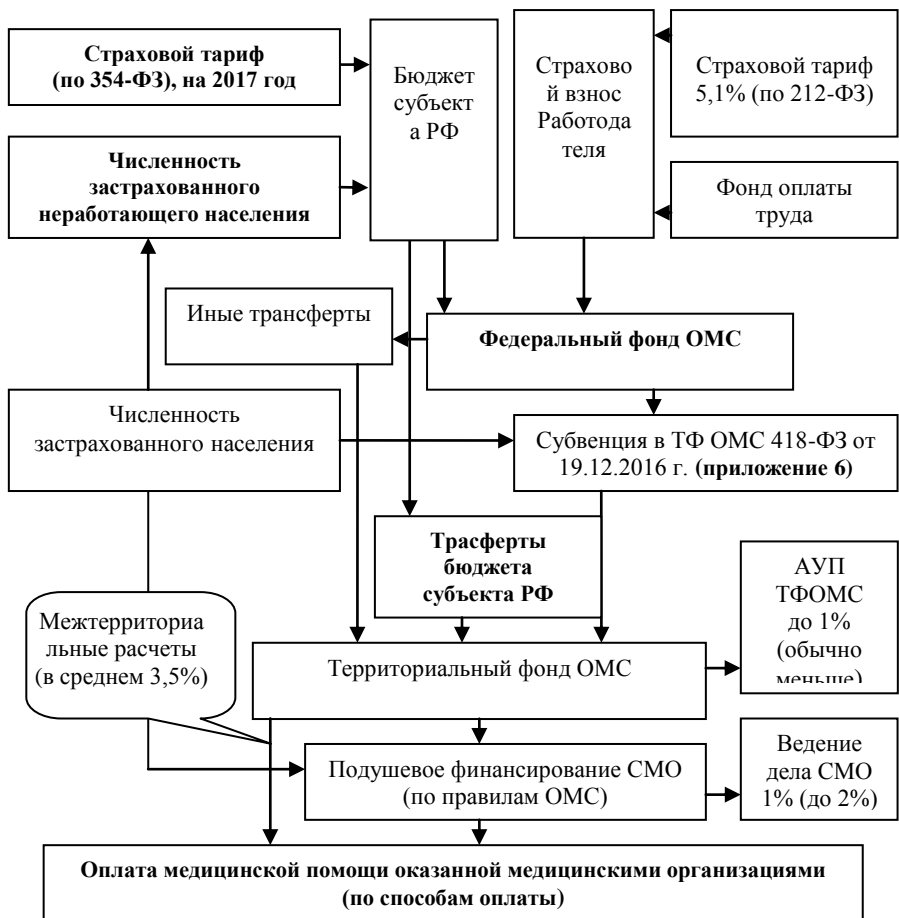 Страховой тариф
(по 354-ФЗ), на 2017 год
Бюджет
субъект
а РФ
Страхово
й взнос
Работода
теля
Страховой тариф
5,1% (по 212-ФЗ)
Численность
застрахованного
неработающего населения
Фонд оплаты
труда
Иные трансферты
Федеральный фонд ОМС
Численность
застрахованного населения
Субвенция в ТФ ОМС 418-ФЗ от
19.12.2016 г. (приложение 6)
Трасферты
бюджета
субъекта РФ
АУП
ТФОМС
до 1%
(обычно
меньше)
Межтерриториа
льные расчеты
(в среднем 3,5%)
Территориальный фонд ОМС
Подушевое финансирование СМО
(по правилам ОМС)
Ведение
дела СМО
1% (до 2%)
Оплата медицинской помощи оказанной медицинскими организациями
(по способам оплаты)